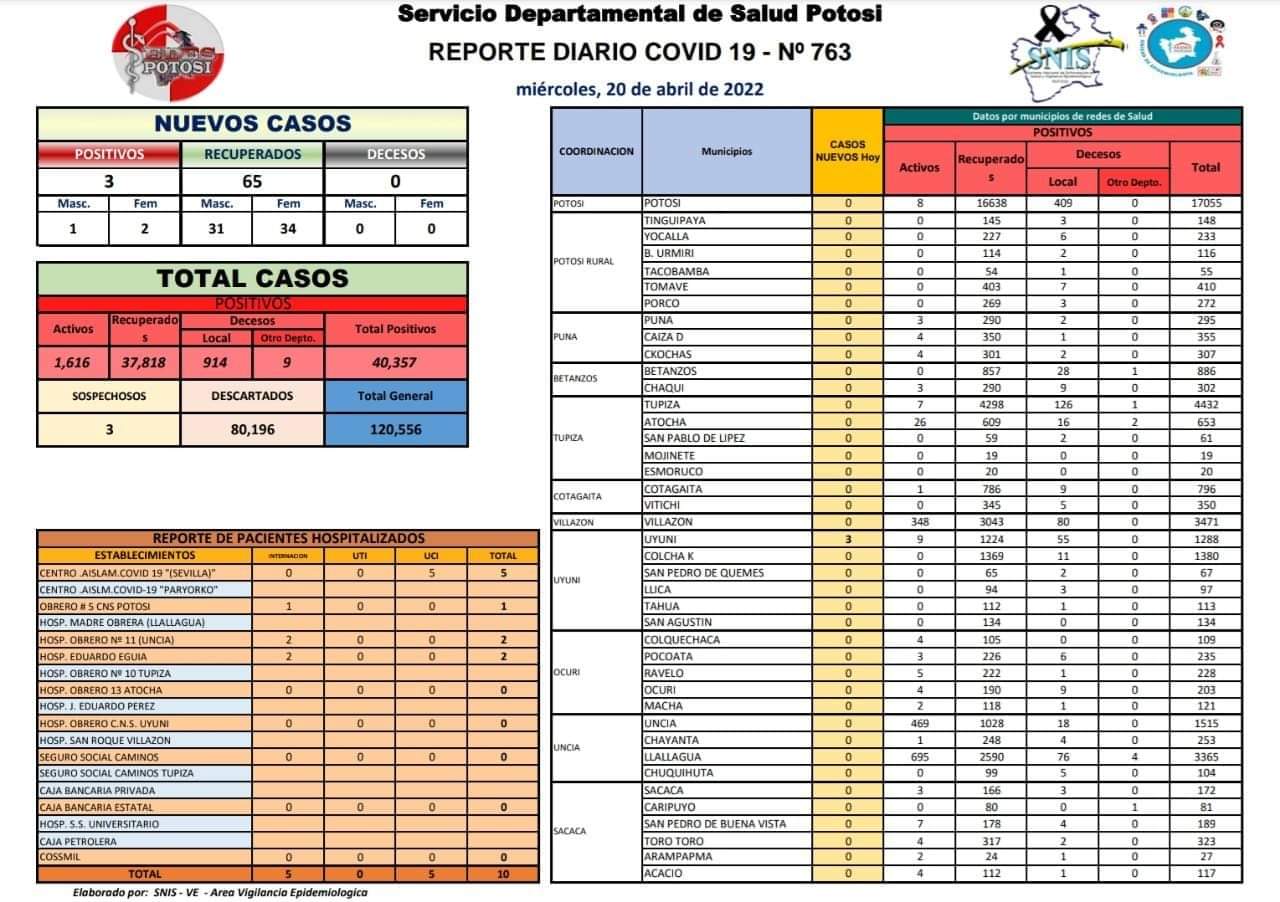 Servicio Departamental de Salud Potosi
REPORTE DIARIO COVID 19 - Nº 763
miércoles, 20 de abril de 2022
POTOSI
SNIS
NUEVOS CASOS
POSITIVOS RECUPERADOS DECESOS
3 65 0
Masc. Fem Masc. Fem Masc. Fem
1 2 31 34 0 0
TOTAL CASOS
POSITIVOS
Activos Recuperado s Decesos Total Positivos
Local Otro Depto.
1,616 37,818 914 9 40,357
SOSPECHOSOS DESCARTADOS Total General
3 80,196 120,556
REPORTE DE PACIENTES HOSPITALIZADOS
ESTABLECIMIENTOS INTERNACION UTI UCI TOTAL
CENTRO .AISLAM.COVID 19 "(SEVILLA)" 0 0 5 5
CENTRO .AISLM.COVID-19 "PARYORKO"
OBRERO # 5 CNS POTOSI 1 0 0 1
HOSP. MADRE OBRERA (LLALLAGUA)
HOSP. OBRERO Nº 11 (UNCIA) 2 0 0 2
HOSP. EDUARDO EGUIA 2 0 0 2
HOSP. OBRERO Nº 10 TUPIZA
HOSP. OBRERO 13 ATOCHA 0 0 0 0
HOSP. J. EDUARDO PEREZ
HOSP. OBRERO C.N.S. UYUNI 0 0 0 0
HOSP. SAN ROQUE VILLAZON
SEGURO SOCIAL CAMINOS 0 0 0 0
SEGURO SOCIAL CAMINOS TUPIZA
CAJA BANCARIA PRIVADA
CAJA BANCARIA ESTATAL 0 0 0 0
HOSP. S.S. UNIVERSITARIO
CAJA PETROLERA
COSSMIL 0 0 0 0
TOTAL 5 0 5 10
Elaborado por: SNIS - VE - Area Vigilancia Epidemiologica
COORDINACION Municipios CASOS NUEVOS Hoy Datos por municipios de redes de Salud
POSITIVOS
Activos Recuperado s Decesos Total
Local Otro Depto.
POTOSI POTOSI 0 8 16638 409 0 17055
POTOSI RURAL TINGUIPAYA 0 0 145 3 0 148
YOCALLA 0 0 227 6 0 233
B. URMIRI 0 0 114 2 0 116
TACOBAMBA 0 0 54 1 0 55
TOMAVE 0 0 403 7 0 410
PORCO 0 0 269 3 0 272
PUNA PUNA 0 3 290 2 0 295
CAIZA D 0 4 350 1 0 355
CKOCHAS 0 4 301 2 0 307
BETANZOS BETANZOS 0 0 857 28 1 886
CHAQUI 0 3 290 9 0 302
TUPIZA TUPIZA 0 7 4298 126 1 4432
ATOCHA 0 26 609 16 2 653
SAN PABLO DE LIPEZ 0 0 59 2 0 61
MOJINETE 0 0 19 0 0 19
ESMORUCO 0 0 20 0 0 20
COTAGAITA COTAGAITA 0 1 786 9 0 796
VITICHI 0 0 345 5 0 350
VILLAZON VILLAZON 0 348 3043 80 0 3471
UYUNI UYUNI 3 9 1224 55 0 1288
COLCHA K 0 0 1369 11 0 1380
SAN PEDRO DE QUEMES 0 0 65 2 0 67
LLICA 0 0 94 3 0 97
TAHUA 0 0 112 1 0 113
SAN AGUSTIN 0 0 134 0 0 134
OCURI COLQUECHACA 0 4 105 0 0 109
POCOATA 0 3 226 6 0 235
RAVELO 0 5 222 1 0 228
OCURI 0 4 190 9 0 203
MACHA 0 2 118 1 0 121
UNCIA UNCIA 0 469 1028 18 0 1515
CHAYANTA 0 1 248 4 0 253
LLALLAGUA 0 695 2590 76 4 3365
CHUQUIHUTA 0 0 99 5 0 104
SACACA SACACA 0 3 166 3 0 172
CARIPUYO 0 0 80 0 1 81
SAN PEDRO DE BUENA VISTA 0 7 178 4 0 189
TORO TORO 0 4 317 2 0 323
ARAMPAPMA 0 2 24 1 0 27
ACACIO 0 4 112 1 0 117